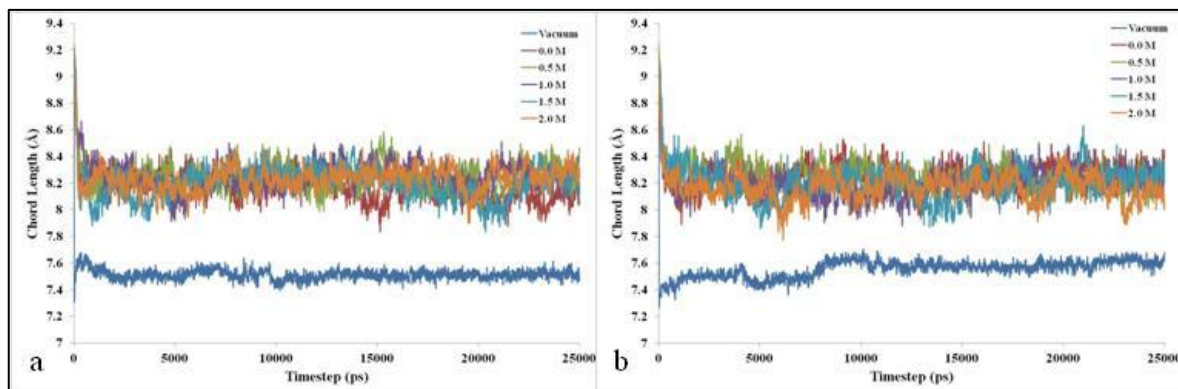 9.4
9.2
9
8.8
8.6
8.4
8.2
8
7.8
7.6
7.4
7.2
7
Chord Length (Å)
0
5000
10000
15000
20000
25000
Timestep (ps)
Vacuum
0.0 M
0.5 M
1.0 M
1.5 M
2.0 M
a
9.4
9.2
9
8.8
8.6
8.4
8.2
8
7.8
7.6
7.4
7.2
7
Chord Length (Å)
0
5000
10000
15000
20000
25000
Timestep (ps)
Vacuum
0.0 M
0.5 M
1.0 M
1.5 M
2.0 M
b